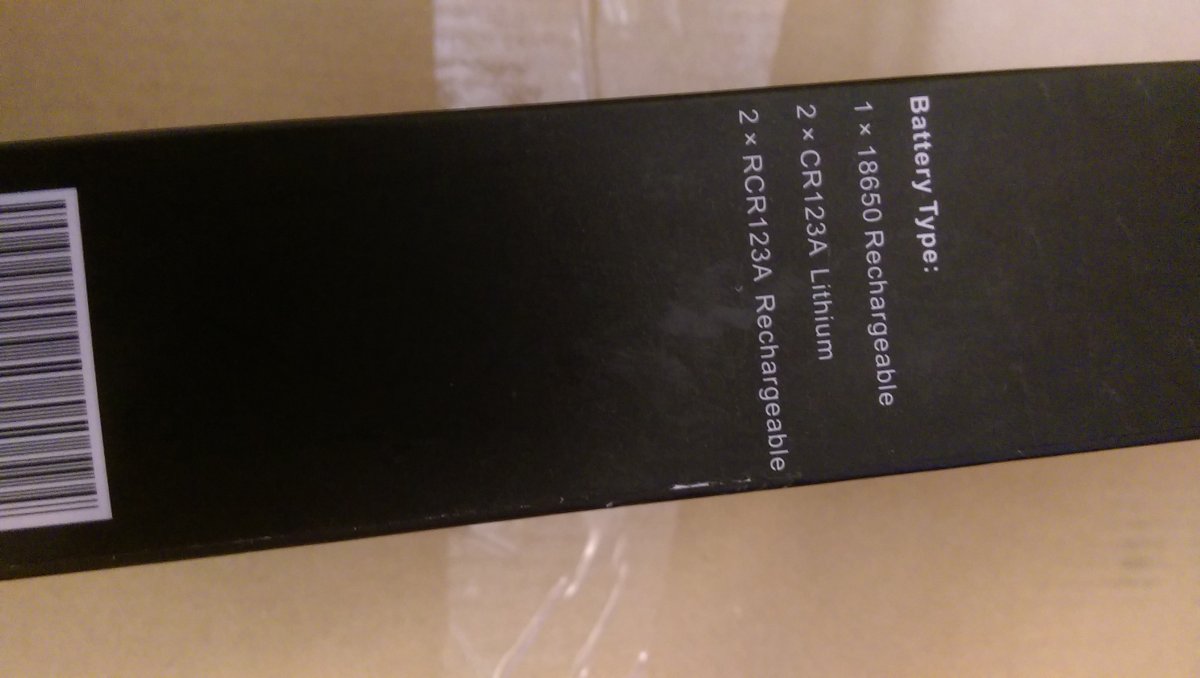 Battery Type:
1 × 18650 Rechargeable
2 × CR123A Lithium
2 × RCR123A Rechargeable